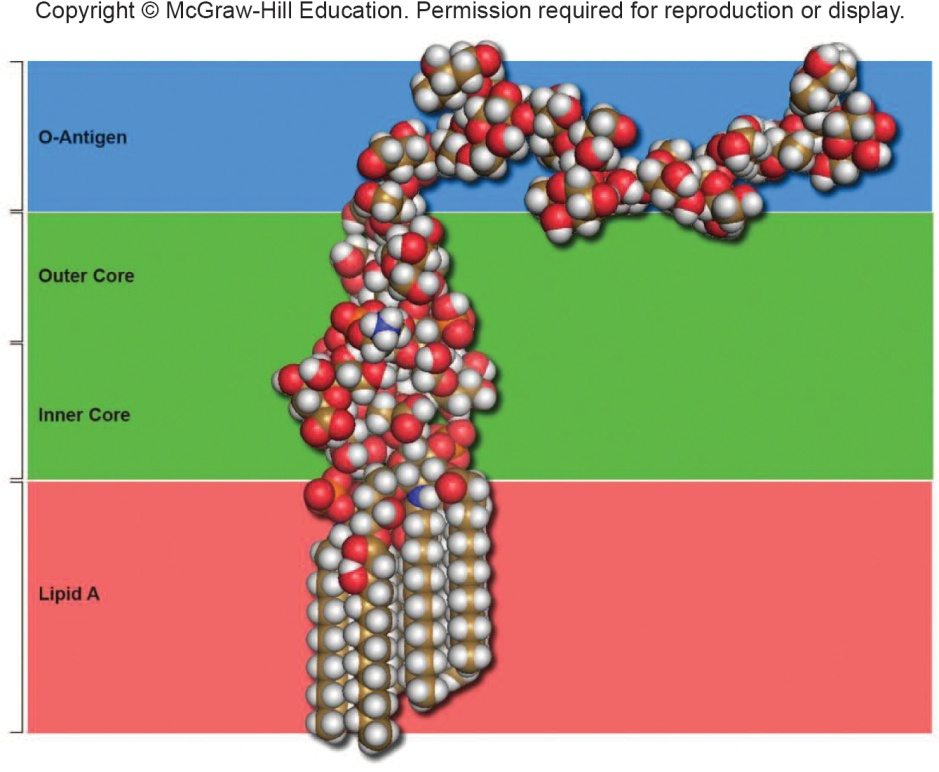 Copyright © McGraw-Hill Education. Permission required for reproduction or display.
O-Antigen
Outer Core
Inner Core
Lipid A